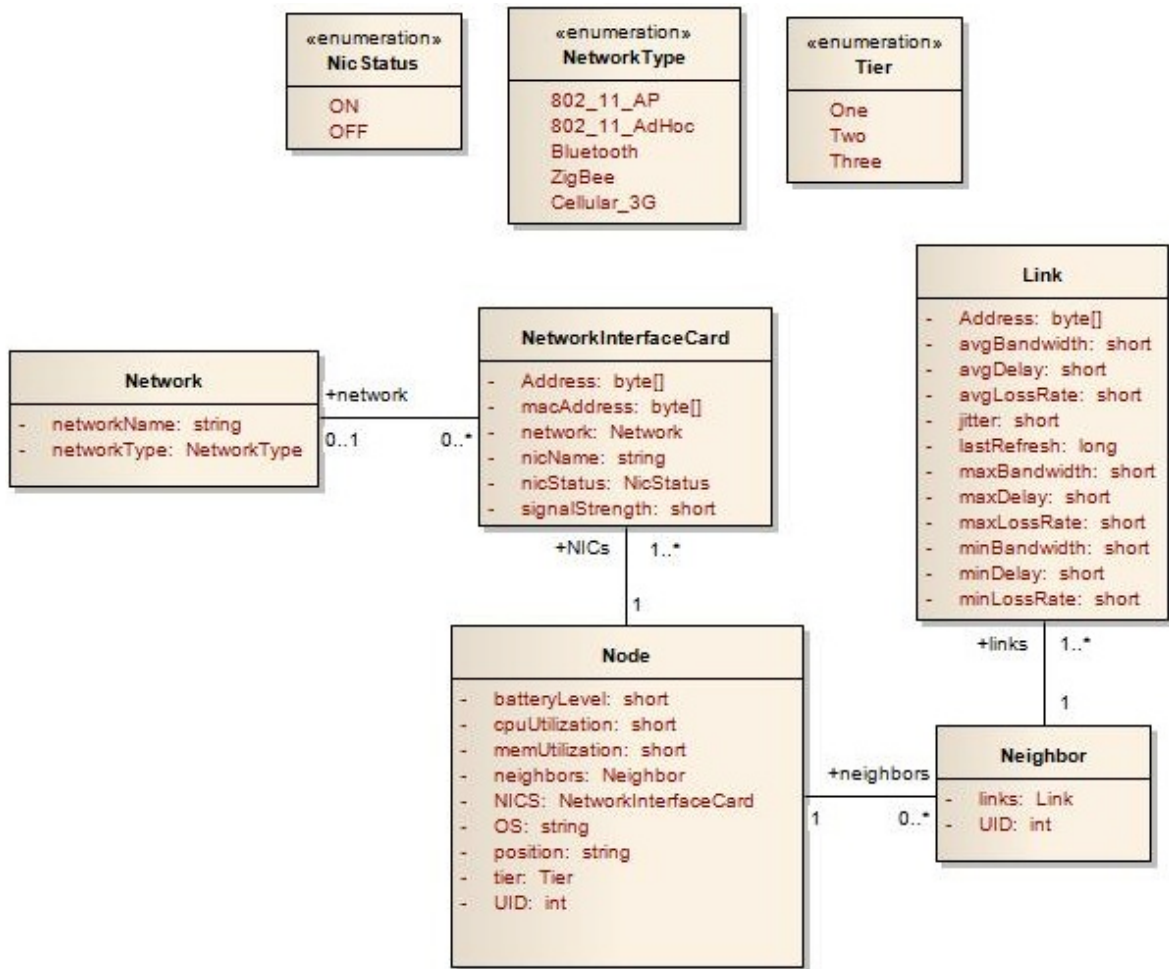 «enumeration»
NicStatus
ON
OFF
«enumeration»
NetworkType
802_11_AP
802_11_AdHoc
Bluetooth
ZigBee
Cellular_3G
«enumeration»
Tier
One
Two
Three
Network
- networkName: string
- networkType: NetworkType
+network
0..1
0..*
NetworkInterfaceCard
- Address: byte[]
- macAddress: byte[]
- network: Network
- nicName: string
- nicStatus: NicStatus
- signalStrength: short
+NICs
1..*
1
Link
- Address: byte[]
- avgBandwidth: short
- avgDelay: short
- avgLossRate: short
- jitter: short
- lastRefresh: long
- maxBandwidth: short
- maxDelay: short
- maxLossRate: short
- minBandwidth: short
- minDelay: short
- minLossRate: short
+links
1..*
1
Node
- batteryLevel: short
- cpuUtilization: short
- memUtilization: short
- neighbors: Neighbor
- NICS: NetworkInterfaceCard
- OS: string
- position: string
- tier: Tier
- UID: int
+neighbors
1
0..*
Neighbor
- links: Link
- UID: int